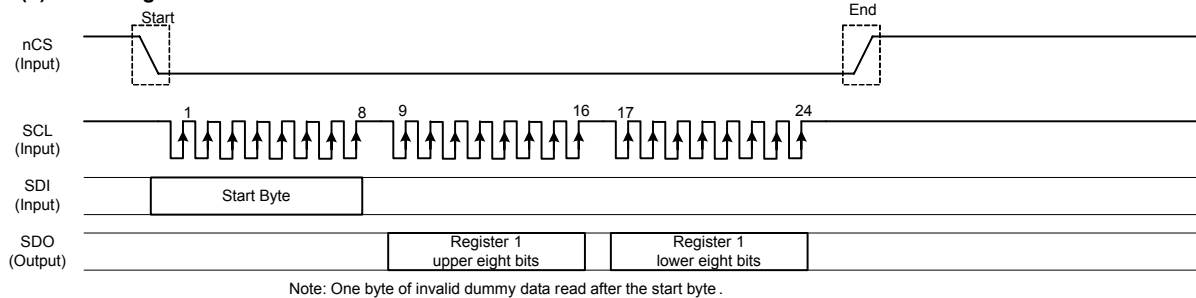 Start
End
nCS
(Input)
1
8
9
16
17
24
SCL
(Input)
SDI
(Input)
Start Byte
SDO
(Output)
Register 1
upper eight bits
Register 1
lower eight bits
Note: One byte of invalid dummy data read after the start byte .